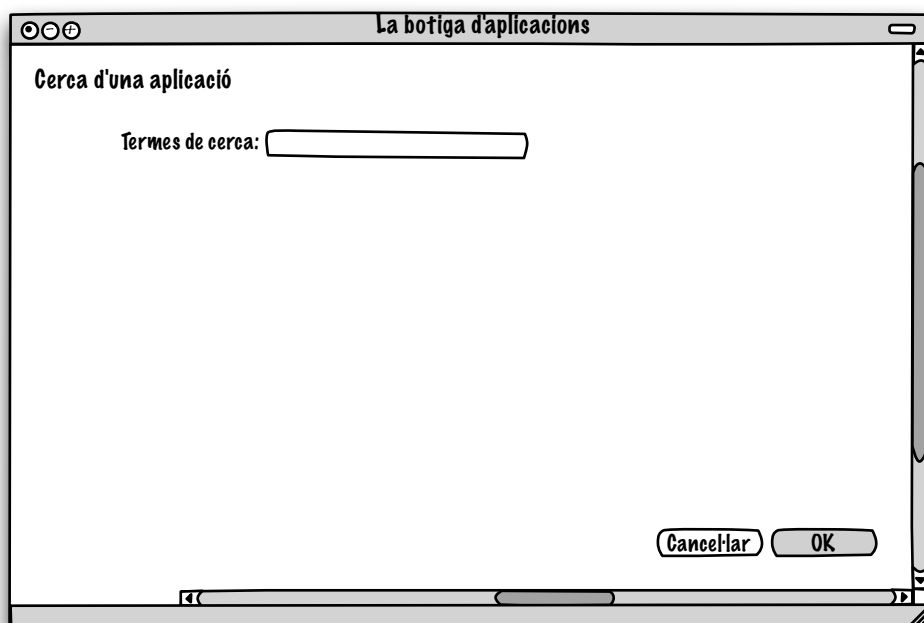 La botiga d'aplicacions
Cerca d'una aplicació
Termes de cerca:
Cancel·lar
OK